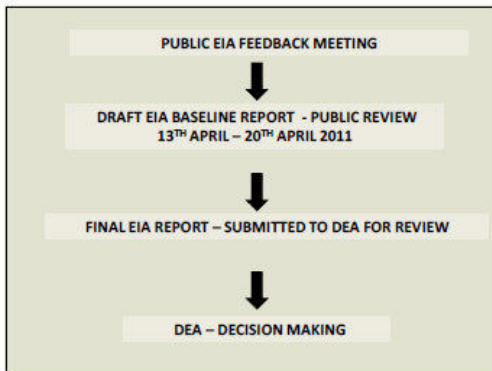 PUBLIC EIA FEEDBACK MEETING
DRAFT EIA BASELINE REPORT - PUBLIC REVIEW
13TH APRIL – 20TH APRIL 2011
FINAL EIA REPORT – SUBMITTED TO DEA FOR REVIEW
DEA – DECISION MAKING